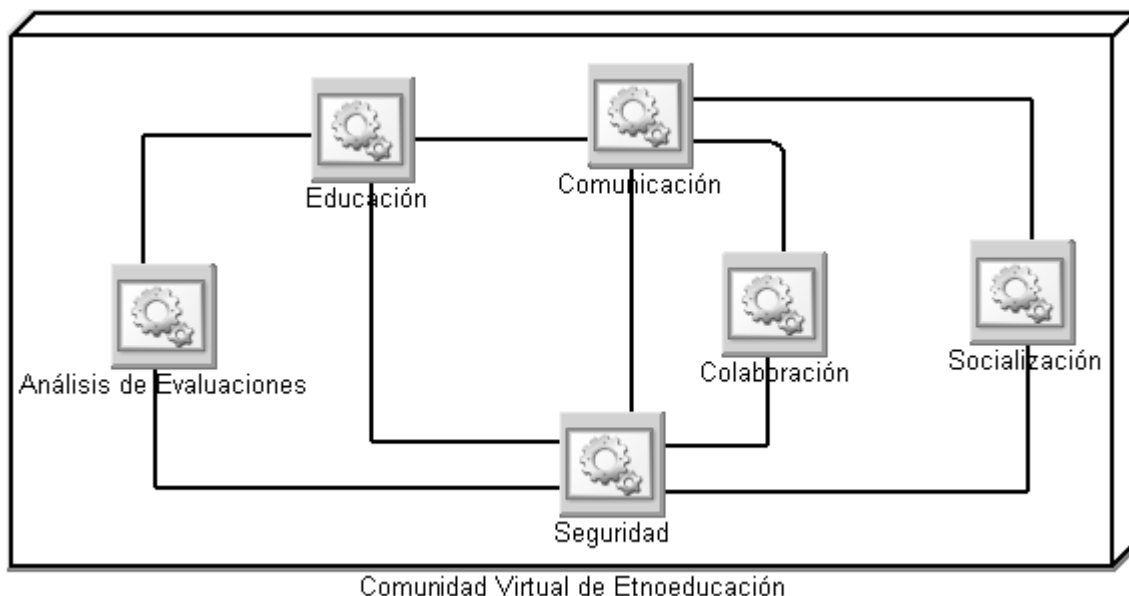 Educación
Comunicación
Análisis de Evaluaciones
Colaboración
Socialización
Seguridad
Comunidad Virtual de Etnoeducación